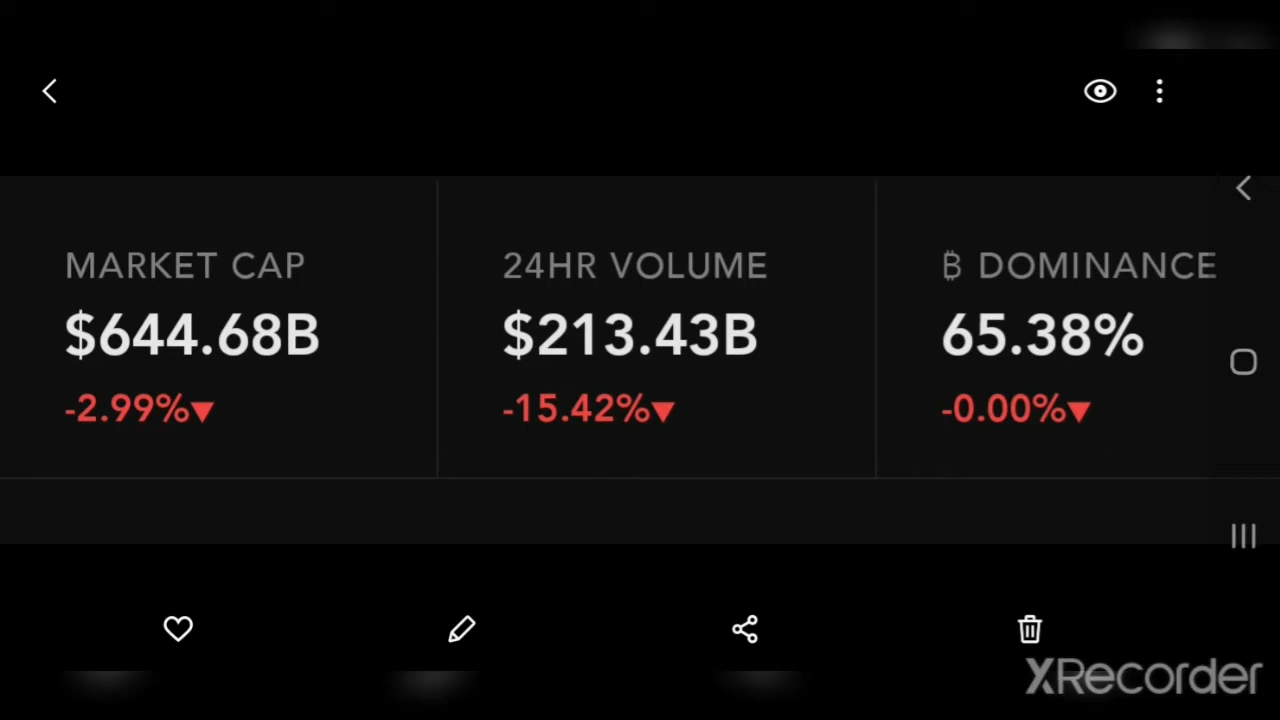 MARKET CAP
$644.68B
-2.99%▼
24HR VOLUME
$213.43B
-15.42%▼
₿ DOMINANCE
65.38%
-0.00%▼
XRecorder